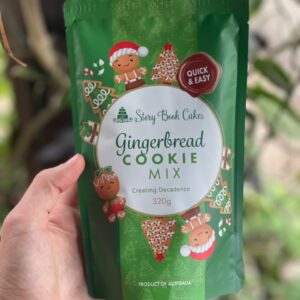 QUICK
& EASY
Story Book Cakes
Gingerbread
COOKIE
MIX
Creating Decadence
320g
PRODUCT OF AUSTRALIA